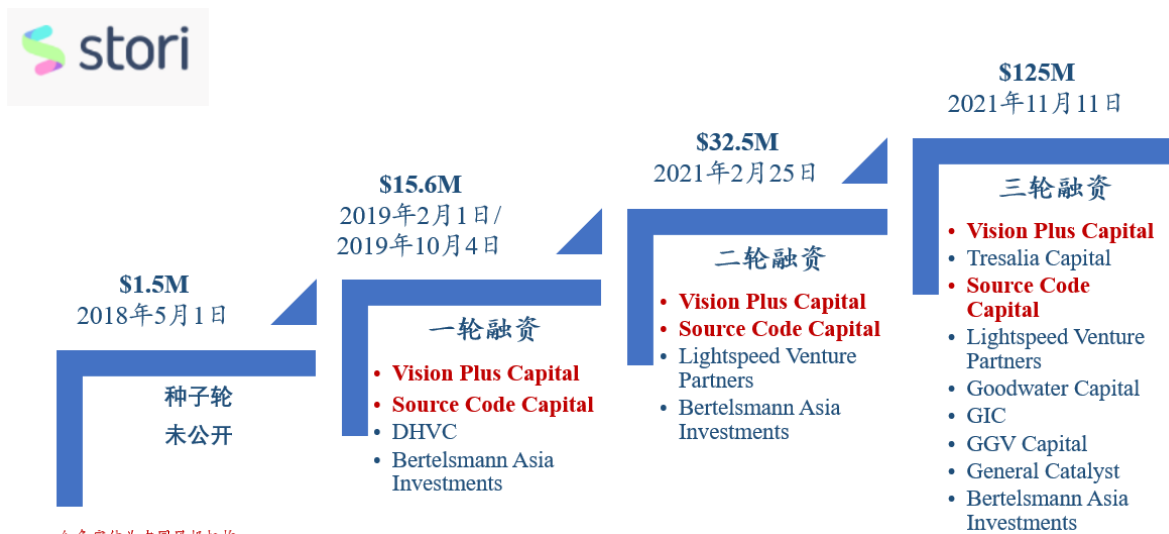 stori
$1.5M
2018年5月1日
种子轮
未公开
$15.6M
2019年2月1日/
2019年10月4日
一轮融资
• Vision Plus Capital
• Source Code Capital
• DHVC
• Bertelsmann Asia
Investments
$32.5M
2021年2月25日
二轮融资
• Vision Plus Capital
• Source Code Capital
• Lightspeed Venture
Partners
• Bertelsmann Asia
Investments
$125M
2021年11月11日
三轮融资
• Vision Plus Capital
• Tresalia Capital
• Source Code
Capital
• Lightspeed Venture
Partners
• Goodwater Capital
• GIC
• GGV Capital
• General Catalyst
• Bertelsmann Asia
Investments